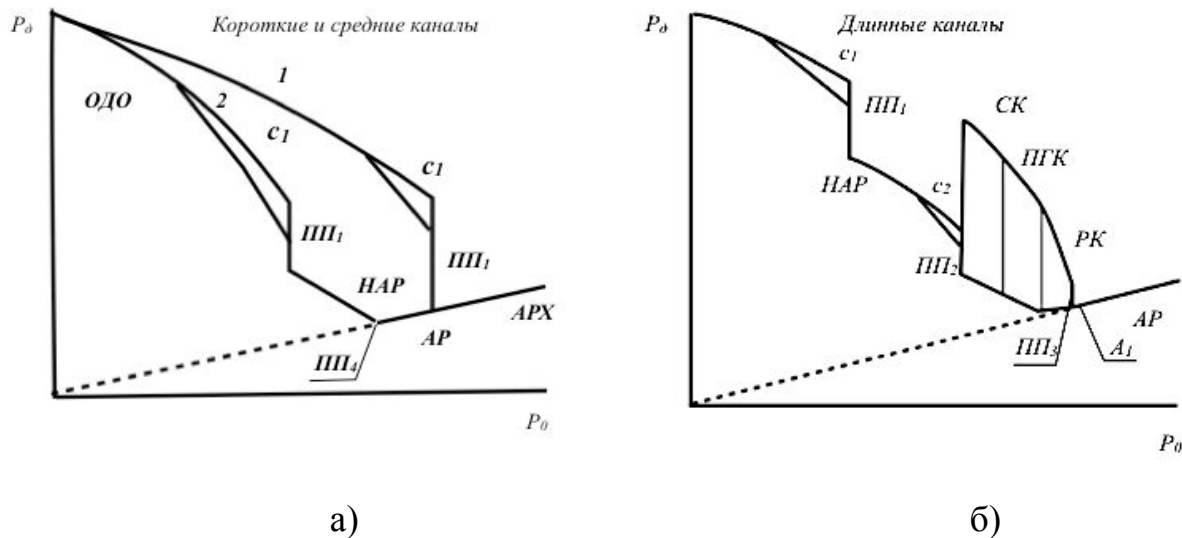 Pд
Короткие и средние каналы
1
ОДО
2
c1
c1
ПП1
ПП1
НАР
АРХ
АР
ПП4
P0
а)
Pд
Длинные каналы
c1
ПП1
СК
ПГК
НАР
c2
РК
ПП2
АР
ПП3
A1
P0
б)